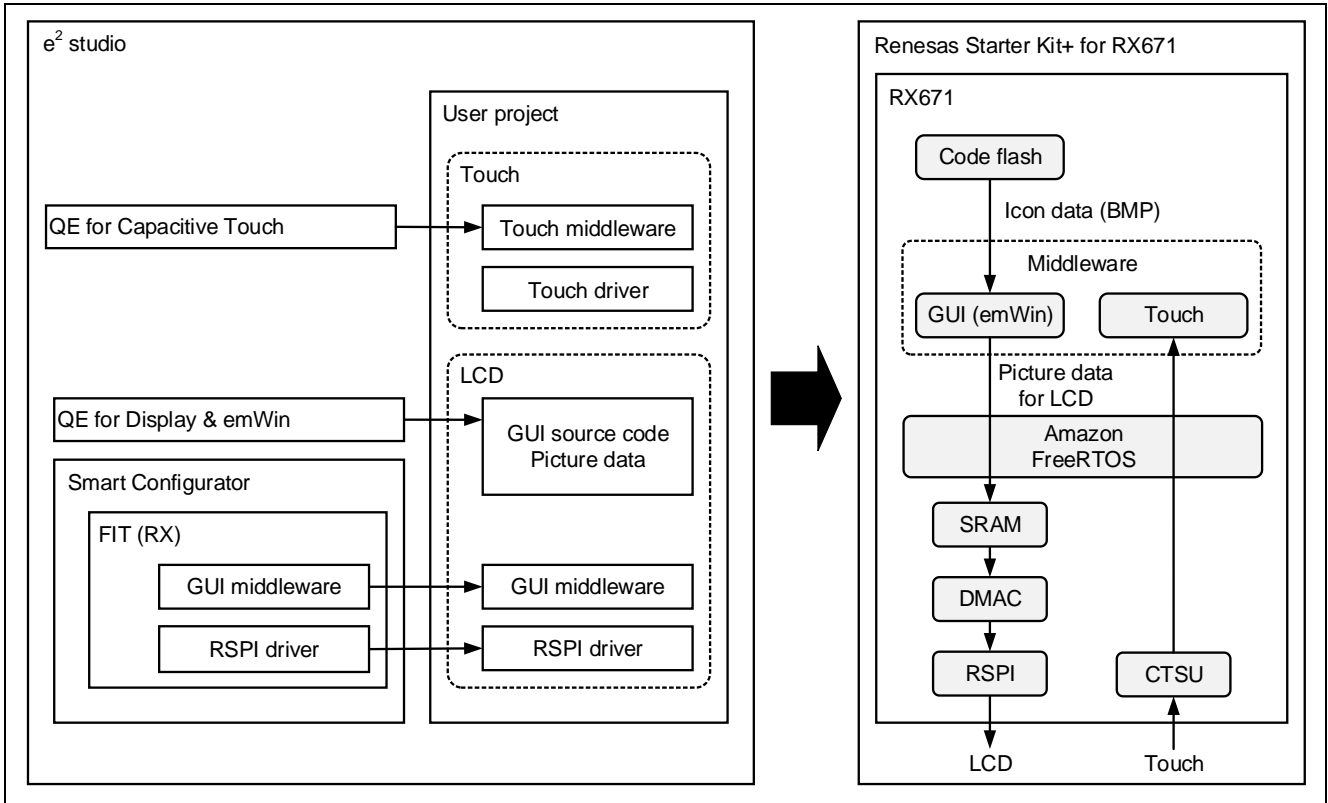 e² studio
User project
Touch
QE for Capacitive Touch
Touch middleware
Touch driver
LCD
QE for Display & emWin
GUI source code
Picture data
Smart Configurator
FIT (RX)
GUI middleware
GUI middleware
RSPI driver
RSPI driver
Renesas Starter Kit+ for RX671
RX671
Code flash
Icon data (BMP)
Middleware
GUI (emWin)
Touch
Picture data
for LCD
Amazon
FreeRTOS
SRAM
DMAC
RSPI
CTSU
LCD
Touch